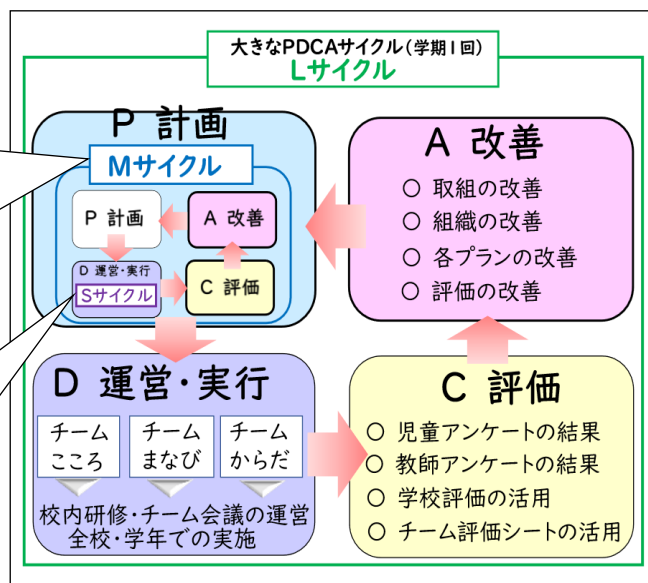 大きなPDCAサイクル(学期1回)
Lサイクル
P 計画
Mサイクル
P 計画
A 改善
D 運営・実行
Sサイクル
C 評価
A 改善
○ 取組の改善
○ 組織の改善
○ 各プランの改善
○ 評価の改善
D 運営・実行
チーム
こころ
チーム
まなび
チーム
からだ
校内研修・チーム会議の運営
全校・学年での実施
C 評価
○ 児童アンケートの結果
○ 教師アンケートの結果
○ 学校評価の活用
○ チーム評価シートの活用